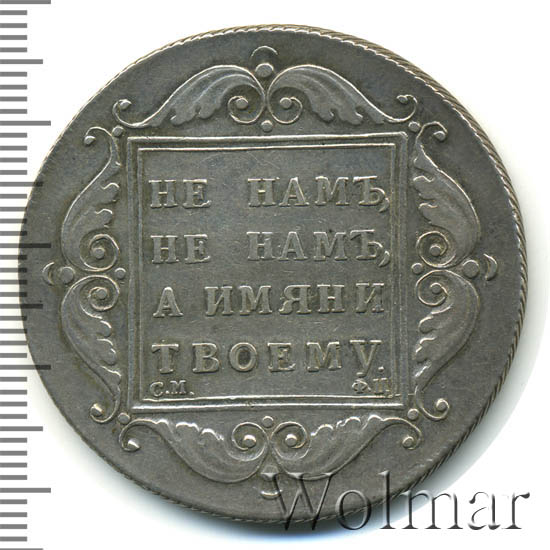 НЕ НАМЪ,
НЕ НАМЪ,
А ИМЯНИ
ТВОЕМУ.
С.М. Ф.Ц.
Wolmar